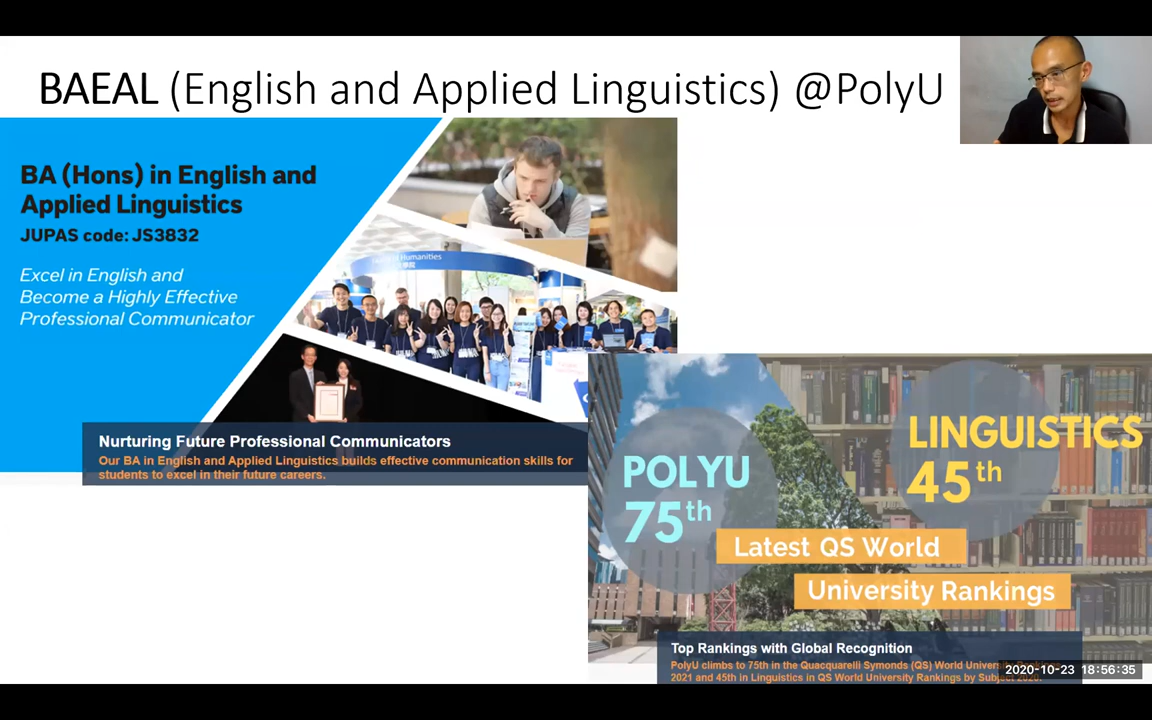 BAEAL (English and Applied Linguistics) @PolyU
BA (Hons) in English and
Applied Linguistics
JUPAS code: JS3832
Excel in English and
Become a Highly Effective
Professional Communicator
Humanities
Nurturing Future Professional Communicators
Our BA in English and Applied Linguistics builds effective communication skills for
students to excel in their future careers.
POLYU
75th
LINGUISTICS
45th
Latest QS World
University Rankings
Top Rankings with Global Recognition
PolyU climbs to 75th in the Quacquarelli Symonds (QS) World
2021 and 45th in Linguistics in QS World University Rankings by
2020-10-23 18:56:35